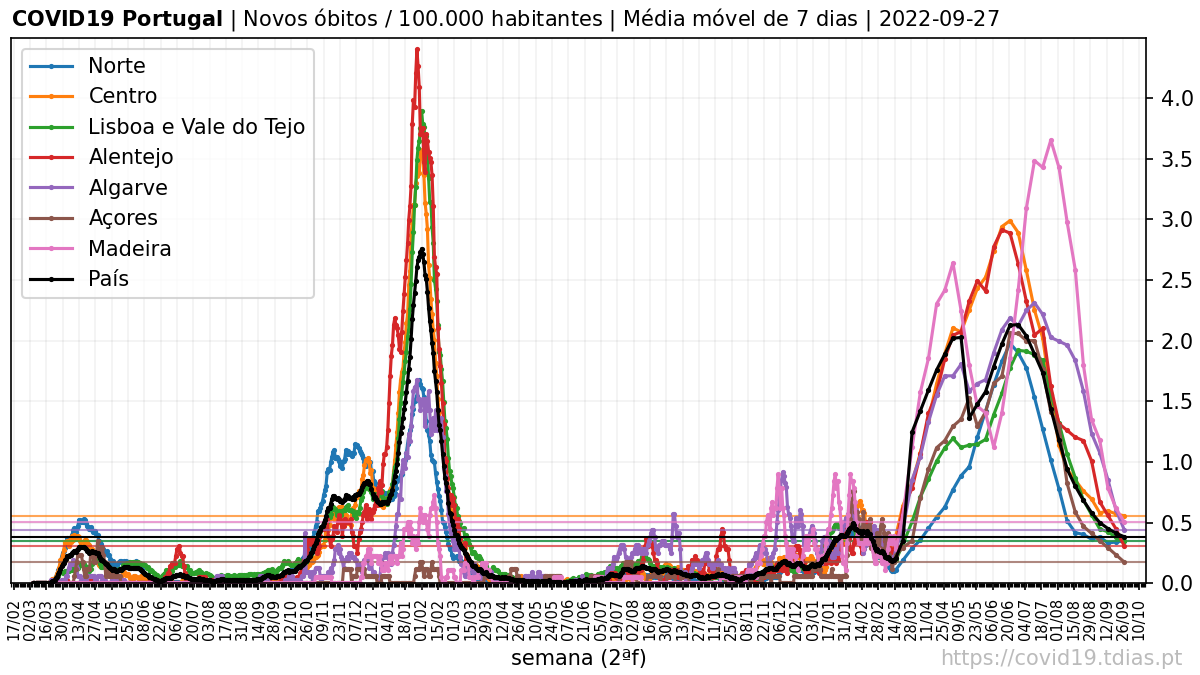 COVID19 Portugal | Novos óbitos / 100.000 habitantes | Média móvel de 7 dias | 2022-09-27
Norte
Centro
Lisboa e Vale do Tejo
Alentejo
Algarve
Açores
Madeira
País
4.0
3.0
2.5
2.0
1.5
1.0
0.5
0.0
17/02 02/03 16/03 30/03 13/04 27/04 11/05 25/05 08/06 22/06 06/07 20/07 03/08 17/08 31/08 14/09 28/09 12/10 26/10 09/11 23/11 07/12 21/12 04/01 18/01 01/02 15/02 01/03 15/03 29/03 12/04 26/04 10/05 24/05 07/06 21/06 05/07 19/07 02/08 16/08 30/08 13/09 27/09 11/10 25/10 08/11 22/11 06/12 20/12 03/01 17/01 31/01 14/02 28/02 14/03 28/03 11/04 25/04 09/05 23/05 06/06 20/06 04/07 18/07 01/08 15/08 29/08 12/09 26/09 10/10
semana (2ªf)
https://covid19.tdias.pt